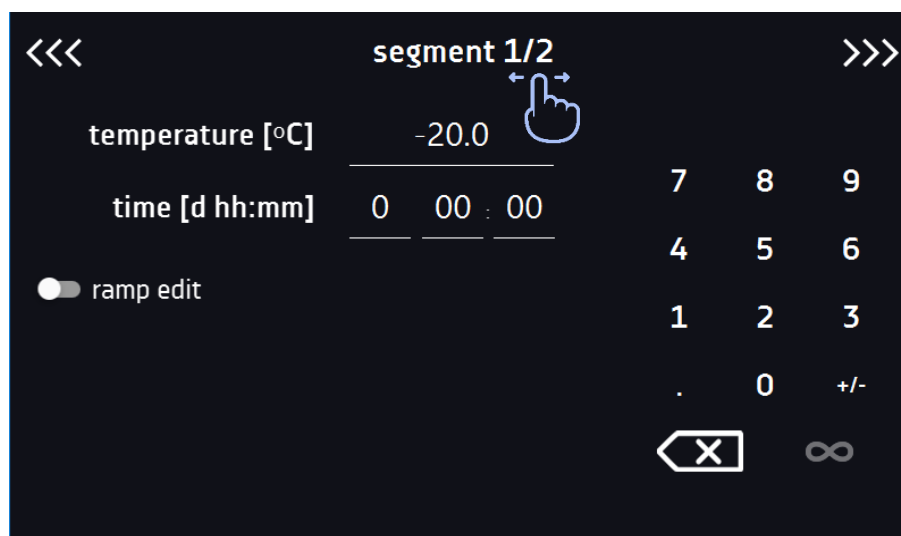 <<< segment 1/2 >>>
temperature [°C] -20.0
time [d hh:mm] 0 00 : 00
ramp edit
7 8 9
4 5 6
1 2 3
. 0 +/-
∞